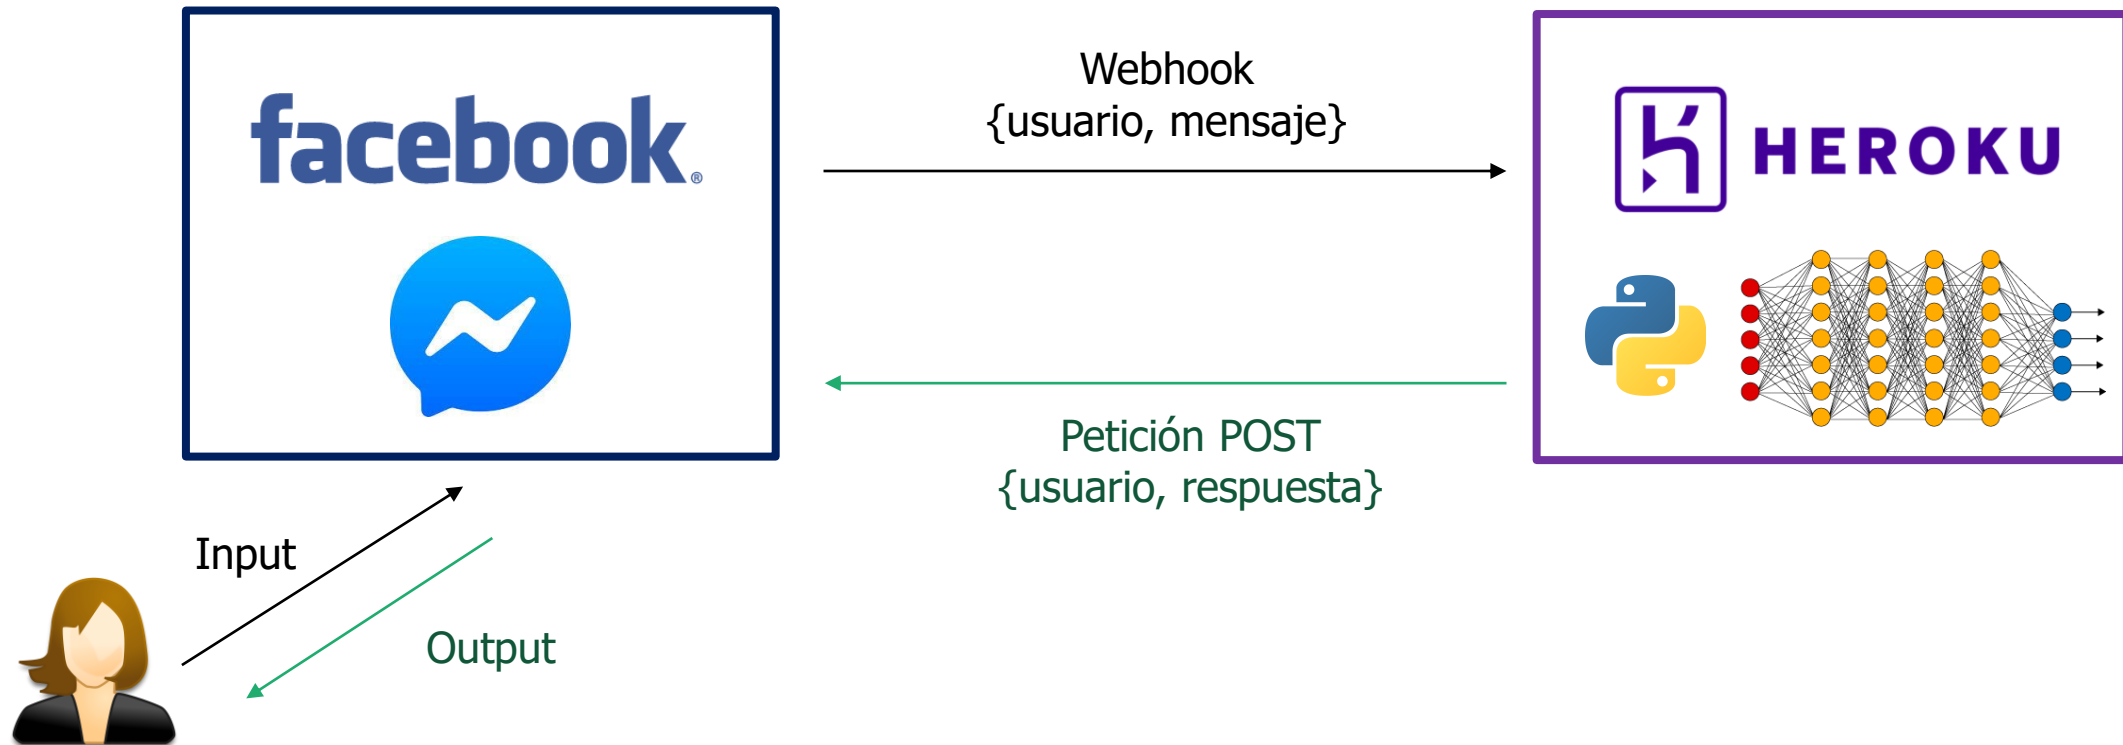 facebook®
Webhook
{usuario, mensaje}
HEROKU
Petición POST
{usuario, respuesta}
Input
Output